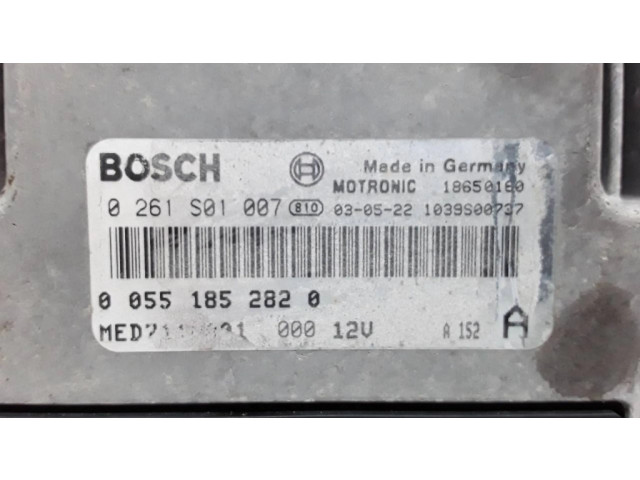 BOSCH Made in Germany
MOTRONIC 18650180
0 261 S01 007 810 03-05-22 1039S00737
0 055 185 282 0
000 12V A 152 A